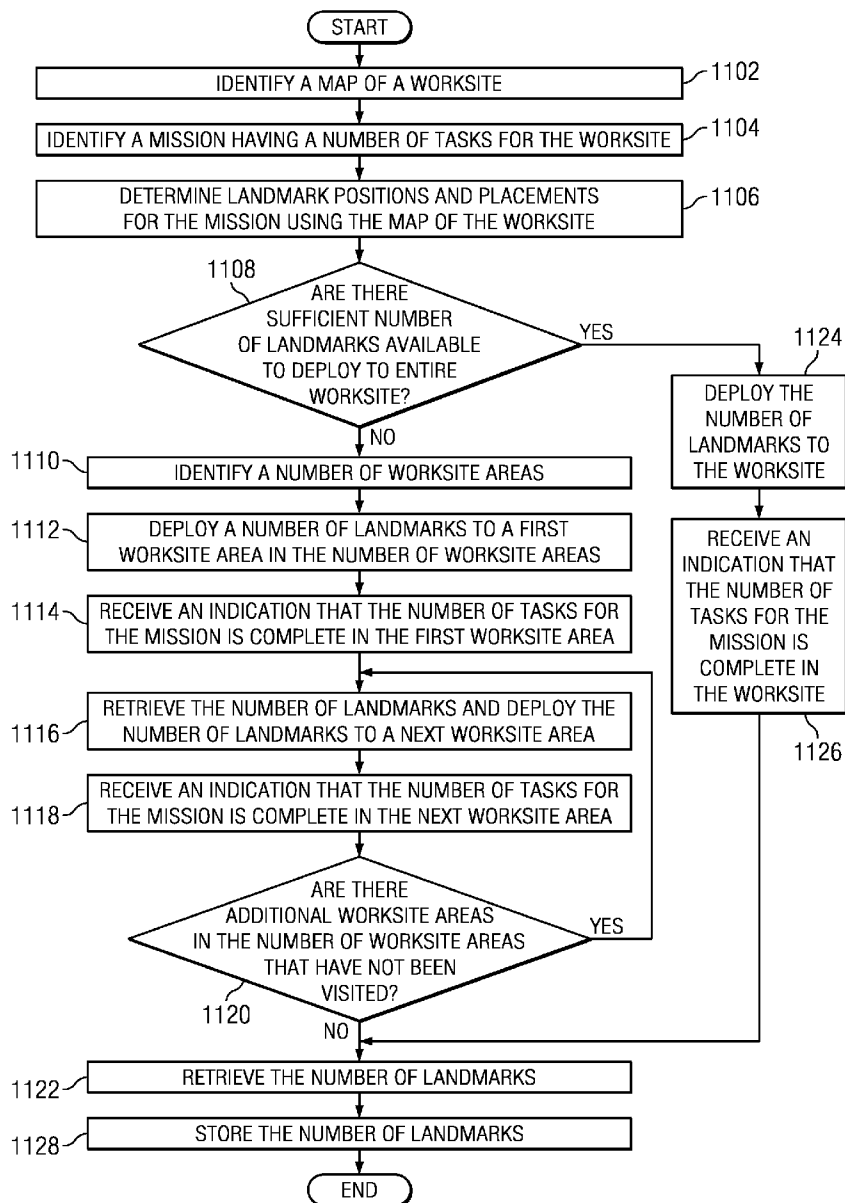 START
IDENTIFY A MAP OF A WORKSITE
1102
IDENTIFY A MISSION HAVING A NUMBER OF TASKS FOR THE WORKSITE
1104
DETERMINE LANDMARK POSITIONS AND PLACEMENTS
FOR THE MISSION USING THE MAP OF THE WORKSITE
1106
1108
ARE THERE
SUFFICIENT NUMBER
OF LANDMARKS AVAILABLE
TO DEPLOY TO ENTIRE
WORKSITE?
YES
NO
1124
DEPLOY THE
NUMBER OF
LANDMARKS TO
THE WORKSITE
1110
IDENTIFY A NUMBER OF WORKSITE AREAS
1112
DEPLOY A NUMBER OF LANDMARKS TO A FIRST
WORKSITE AREA IN THE NUMBER OF WORKSITE AREAS
RECEIVE AN
INDICATION THAT
THE NUMBER OF
TASKS FOR THE
MISSION IS
COMPLETE IN
THE WORKSITE
1126
1114
RECEIVE AN INDICATION THAT THE NUMBER OF TASKS FOR
THE MISSION IS COMPLETE IN THE FIRST WORKSITE AREA
1116
RETRIEVE THE NUMBER OF LANDMARKS AND DEPLOY THE
NUMBER OF LANDMARKS TO A NEXT WORKSITE AREA
1118
RECEIVE AN INDICATION THAT THE NUMBER OF TASKS FOR
THE MISSION IS COMPLETE IN THE NEXT WORKSITE AREA
ARE THERE
ADDITIONAL WORKSITE AREAS
IN THE NUMBER OF WORKSITE AREAS
THAT HAVE NOT BEEN
VISITED?
YES
1120
NO
1122
RETRIEVE THE NUMBER OF LANDMARKS
1128
STORE THE NUMBER OF LANDMARKS
END